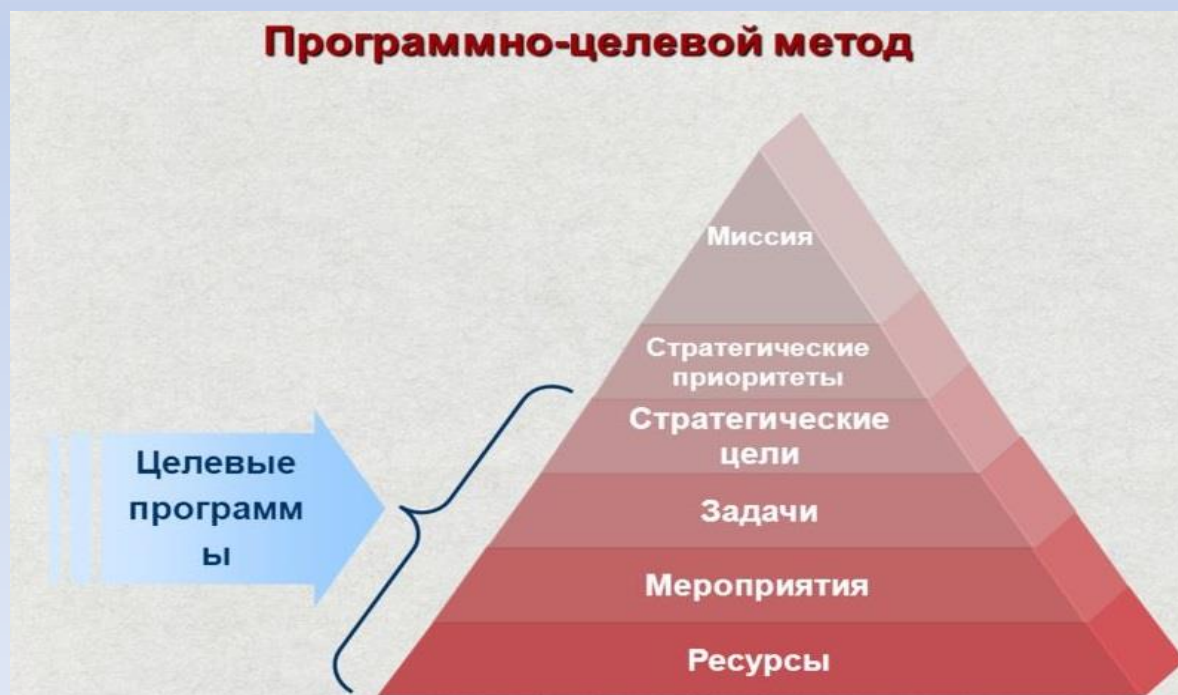 Программно-целевой метод
Миссия
Стратегические
приоритеты
Стратегические
цели
Целевые
программ
ы
Задачи
Мероприятия
Ресурсы